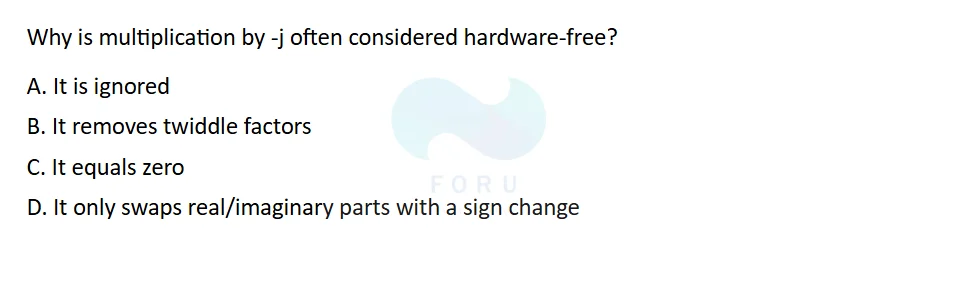 Why is multiplication by -j often considered hardware-free?
A. It is ignored
B. It removes twiddle factors
C. It equals zero
FORU
D. It only swaps real/imaginary parts with a sign change